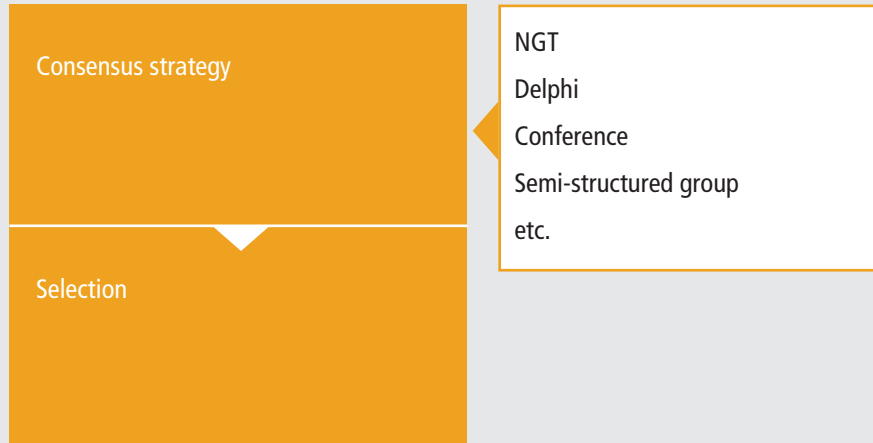 Consensus strategy
NGT
Delphi
Conference
Semi-structured group
etc.
Selection